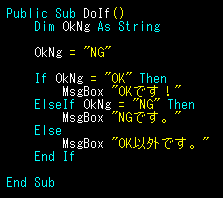 Public Sub DoIf()
    Dim OkNg As String

    OkNg = "NG"

    If OkNg = "OK" Then
        MsgBox "OKです！"
    ElseIf OkNg = "NG" Then
        MsgBox "NGです。"
    Else
        MsgBox "OK以外です。"
    End If

End Sub